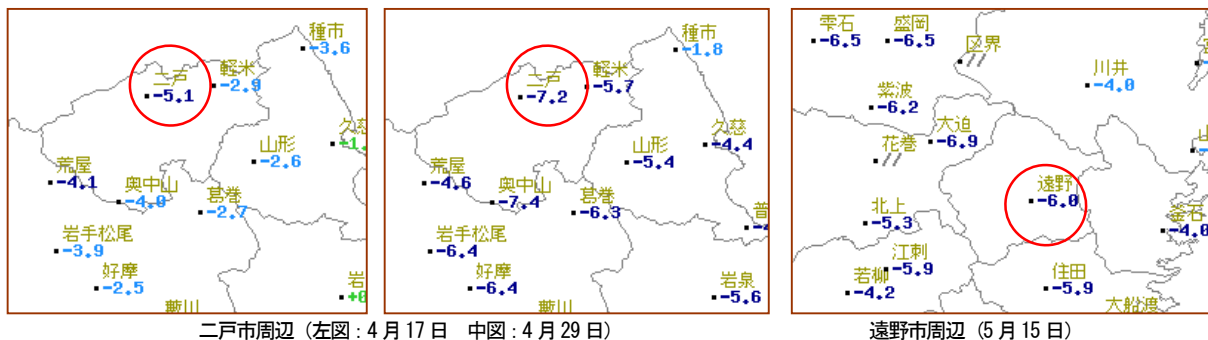 種市
-3.6
二戸
-5.1
軽米
-2.9
久慈
-1.
山形
-2.6
荒屋
-4.1
奥中山
-4.0
葛巻
-2.7
岩手松尾
-3.9
好摩
-2.5
岩
+0
藪川
種市
-1.8
二戸
-7.2
軽米
-5.7
久慈
-4.4
山形
-5.4
荒屋
-4.6
奥中山
-7.4
葛巻
-6.3
普
-4
岩手松尾
-6.4
好摩
-6.4
岩泉
-5.6
藪川
雫石
-6.5
盛岡
-6.5
区界
///
川井
-4.0
紫波
-6.2
大迫
-6.9
花巻
///
遠野
-6.0
北上
-5.3
釜石
-4.0
江刺
-5.9
若柳
-4.2
住田
-5.9
大船渡
二戸市周辺（左図：4月17日　中図：4月29日）
遠野市周辺（5月15日）